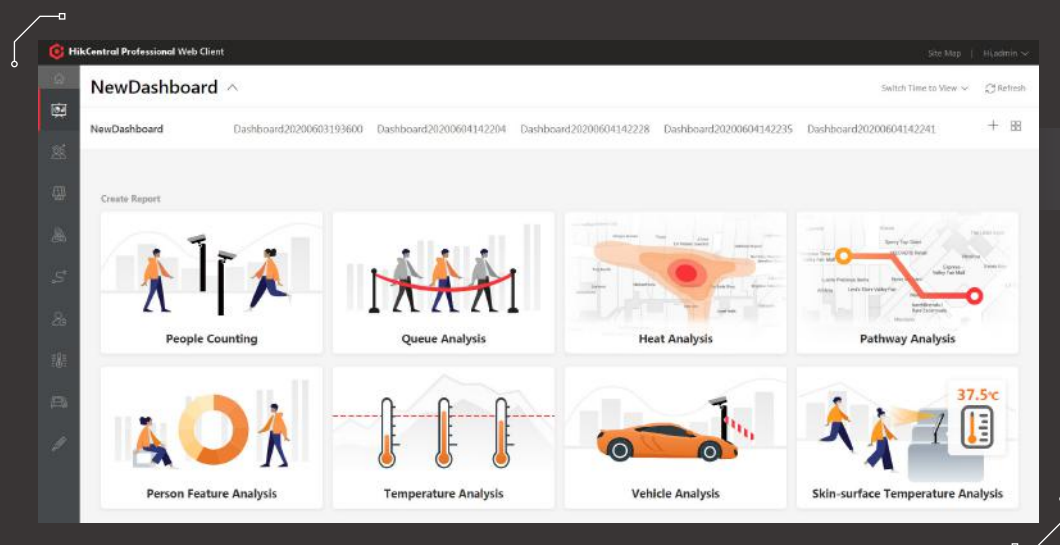 HikCentral Professional Web Client
Site Map | Hi,admin
NewDashboard
Switch Time to View
Refresh
NewDashboard Dashboard20200603193600 Dashboard20200604142204 Dashboard20200604142228 Dashboard20200604142235 Dashboard20200604142241
Create Report
People Counting
Queue Analysis
Heat Analysis
Pathway Analysis
37.5℃
Person Feature Analysis
Temperature Analysis
Vehicle Analysis
Skin-surface Temperature Analysis